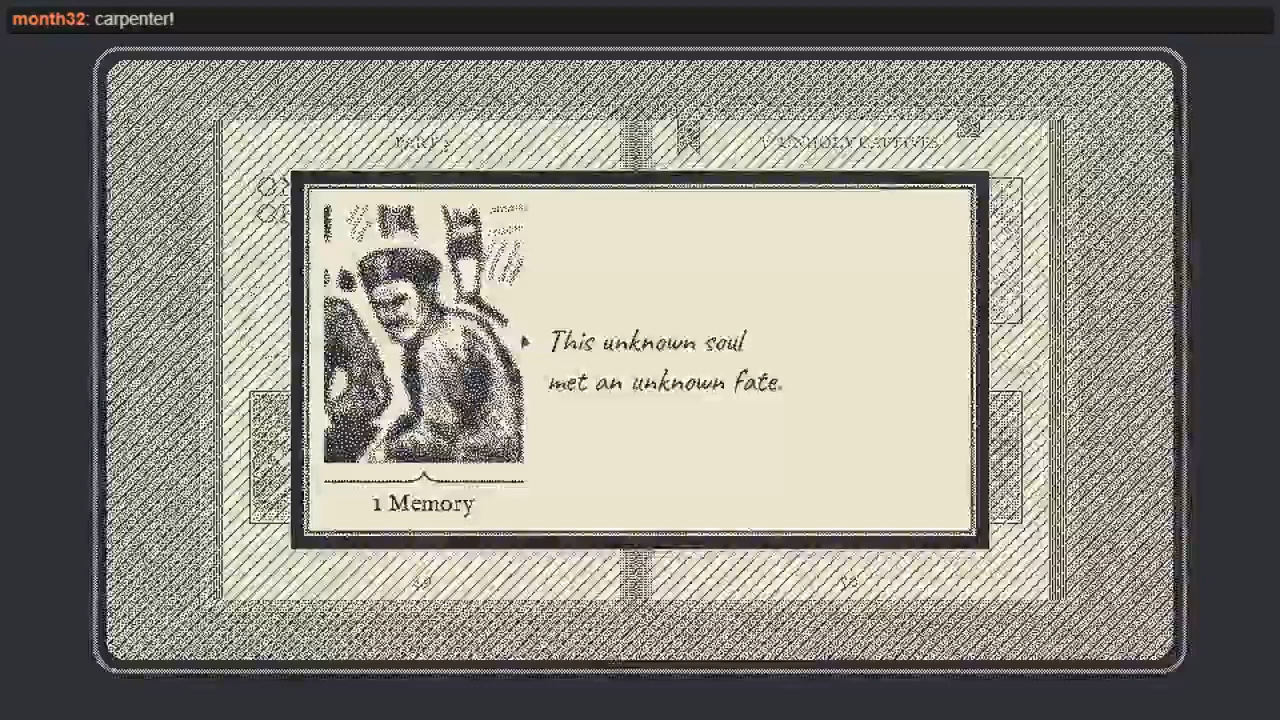 month32: carpenter!
This unknown soul
met an unknown fate.
1 Memory